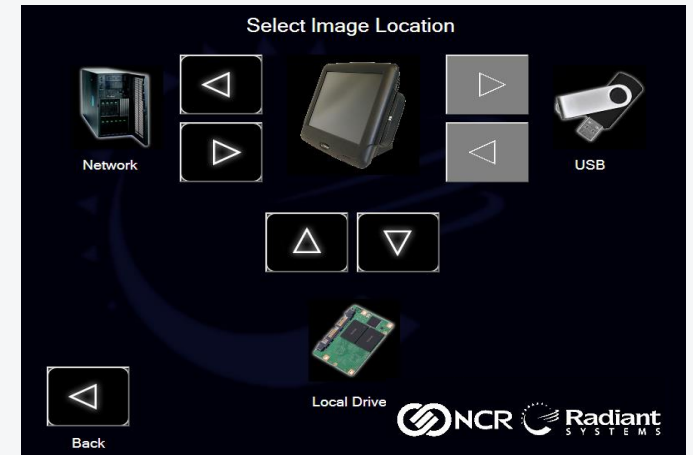 Select Image Location
Network
USB
Local Drive
Back
NCR
Radiant
SYSTEMS